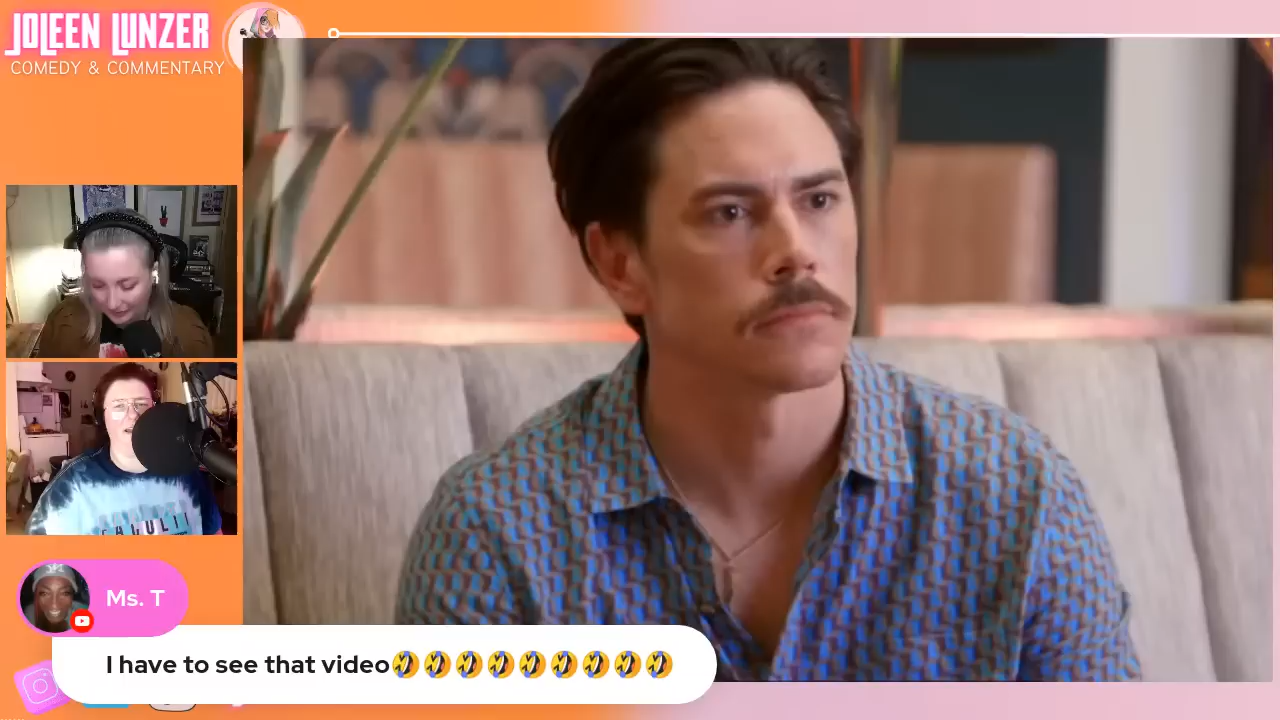 JOLEEN LUNZER
COMEDY & COMMENTARY
Ms. T
I have to see that video🤣🤣🤣🤣🤣🤣🤣🤣🤣